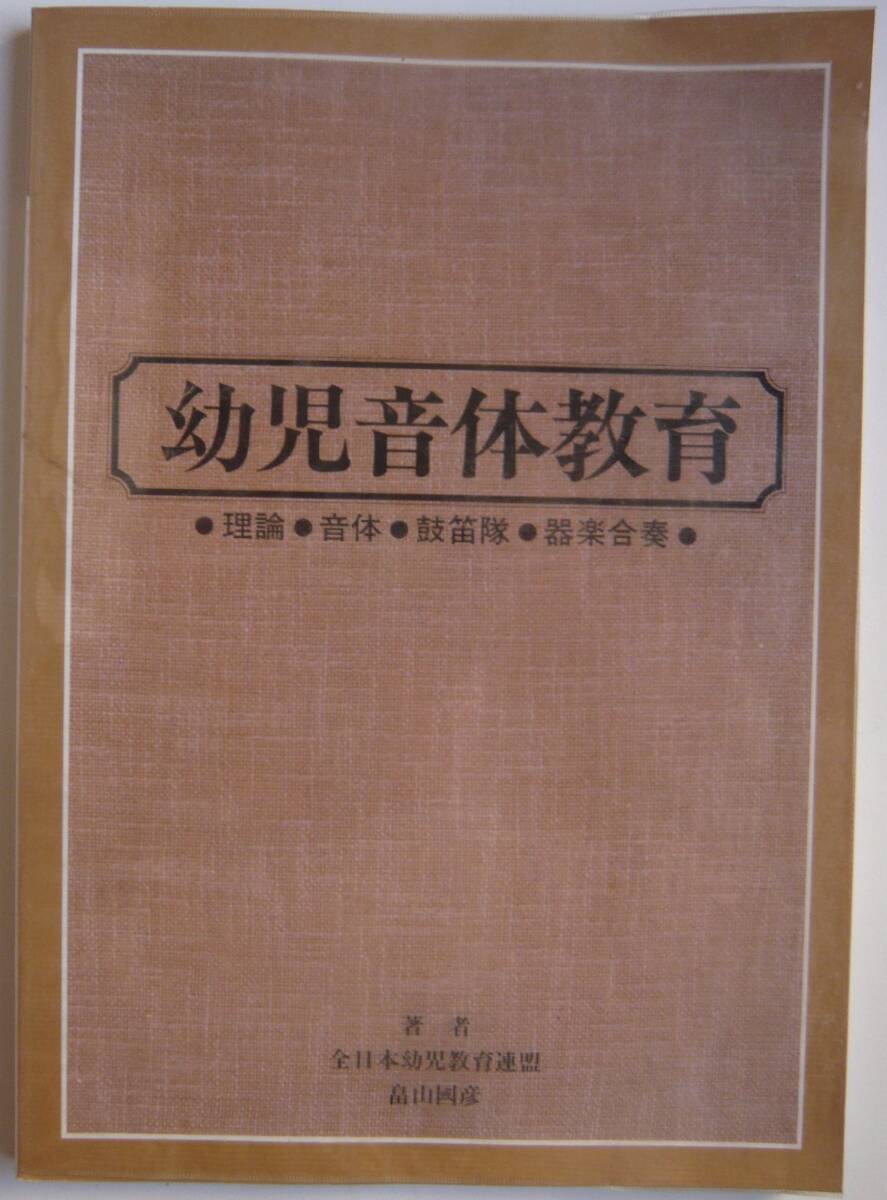 幼児音体教育
●理論●音体●鼓笛隊●器楽合奏●
著者
全日本幼児教育連盟
畠山國彦